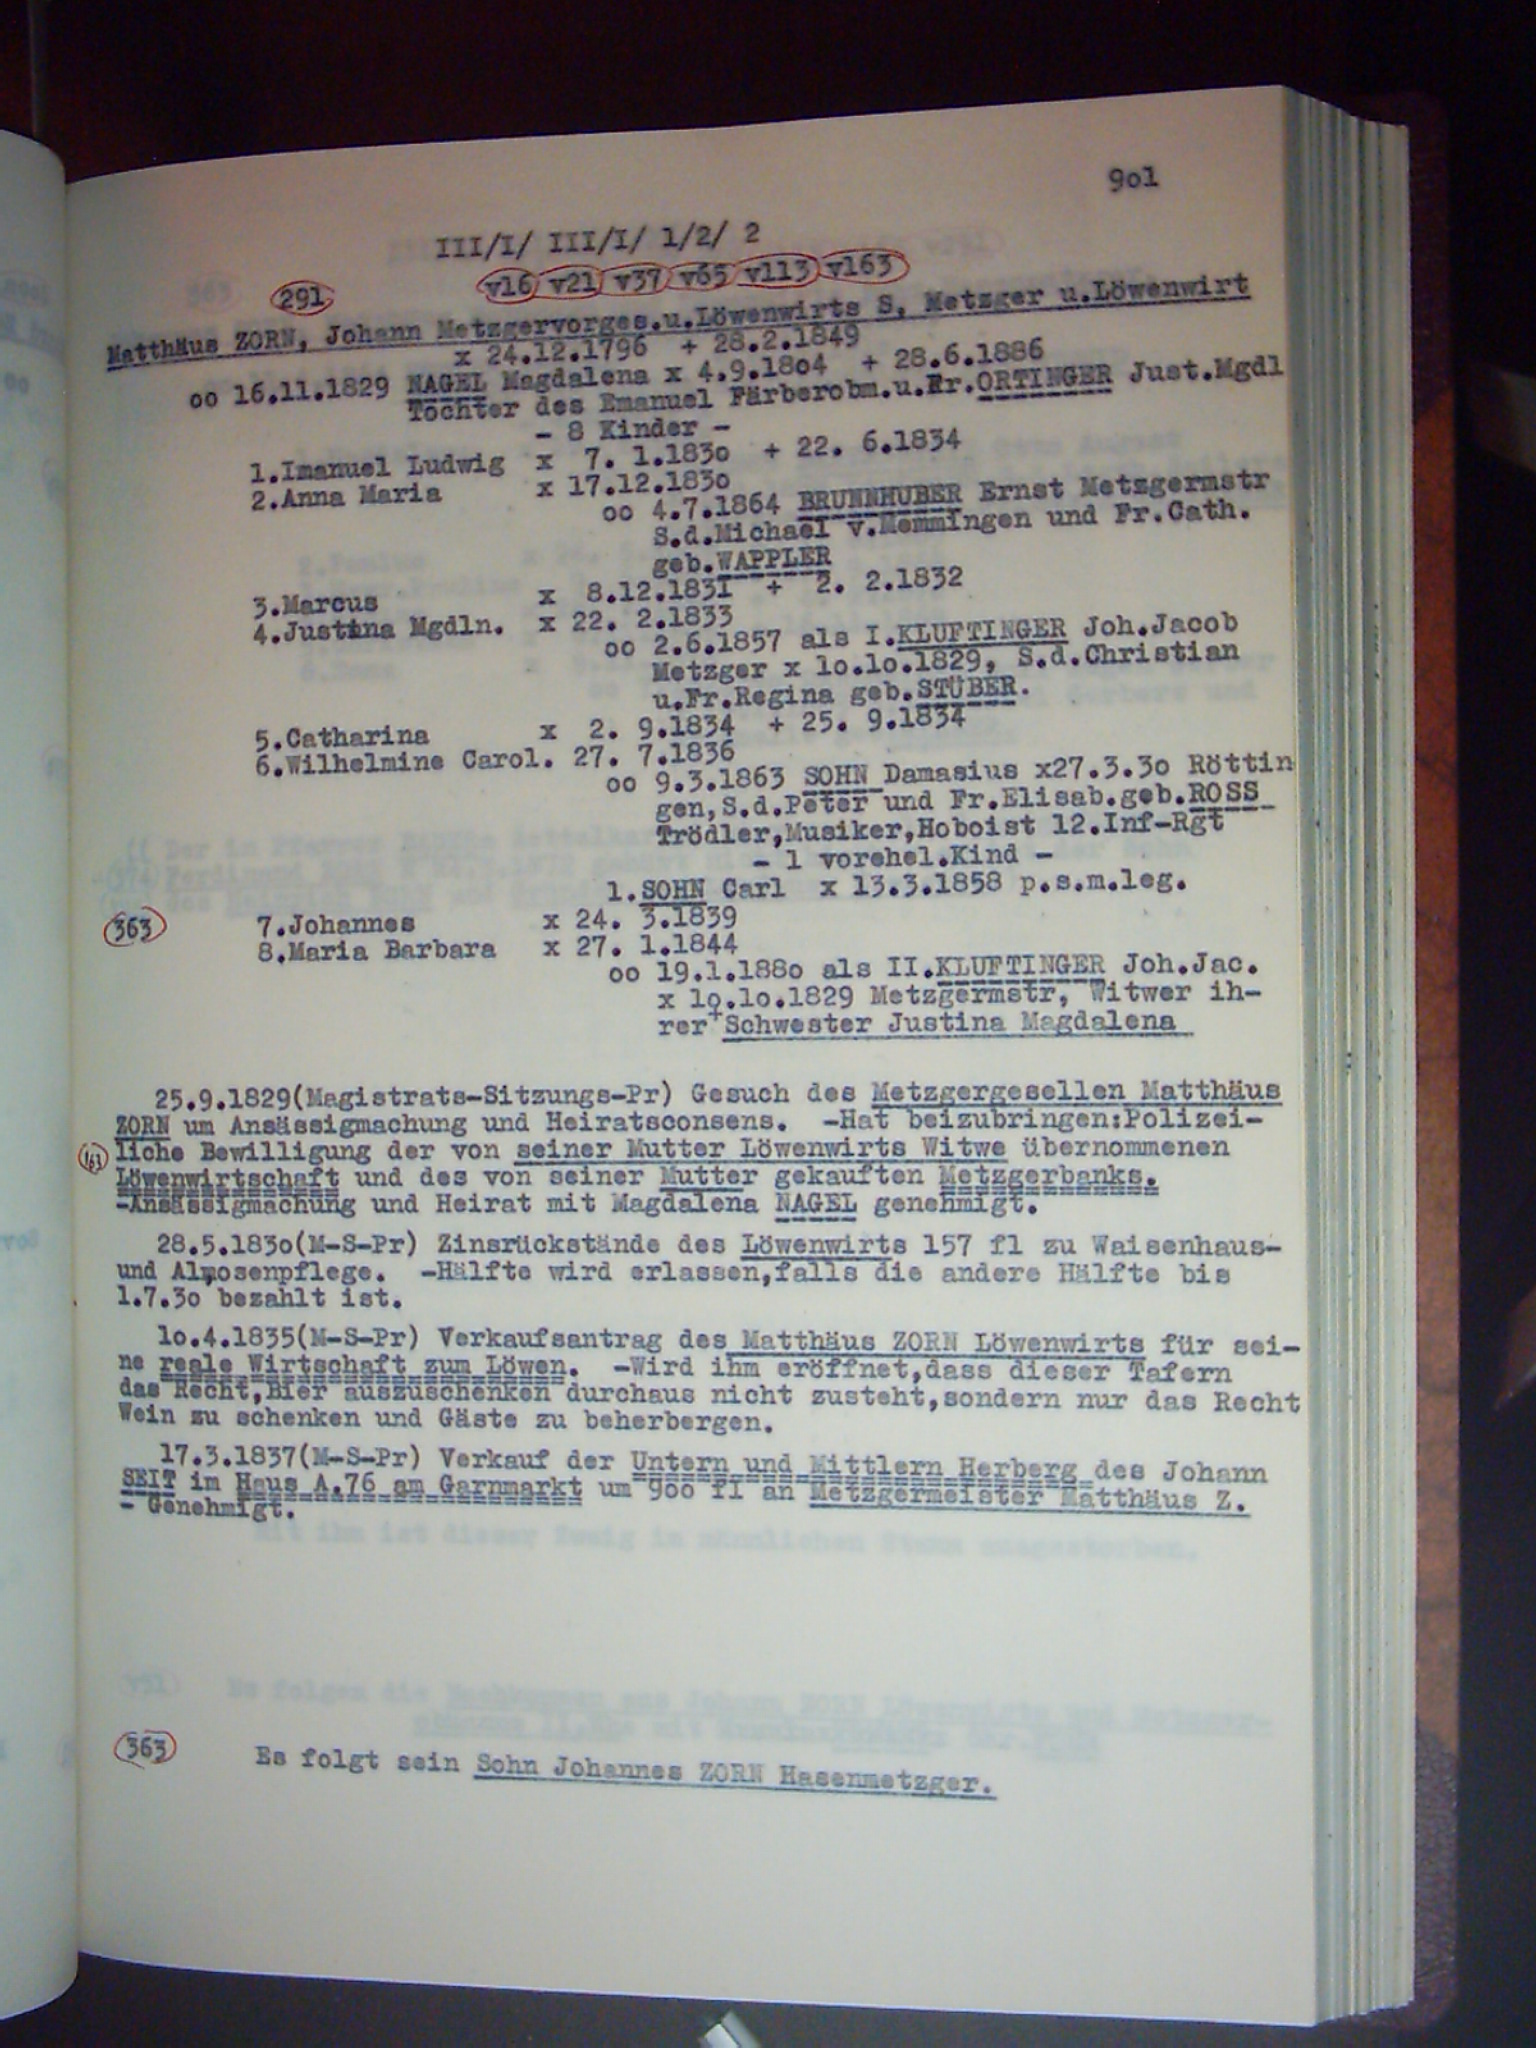 9o1
III/I/ III/I/ 1/2/ 2
291 v16 v21 v37 v65 v113 v163
Matthäus ZORN, Johann Metzgervorges.u.Löwenwirts S, Metzger u.Löwenwirt
x 24.12.1796 + 28.2.1849
oo 16.11.1829 NAGEL Magdalena x 4.9.18o4 + 28.6.1886
Tochter des Emanuel Färberobm.u.Fr.ORTINGER Just.Mgdl
- 8 Kinder -
1.Imanuel Ludwig x 7. 1.183o + 22. 6.1834
2.Anna Maria x 17.12.183o
oo 4.7.1864 BRUNNHUBER Ernst Metzgermstr
S.d.Michael v.Memmingen und Fr.Cath.
geb.WAPPLER
3.Marcus x 8.12.1831 + 2. 2.1832
4.Justina Mgdln. x 22. 2.1833
oo 2.6.1857 als I.KLUFTINGER Joh.Jacob
Metzger x 1o.1o.1829, S.d.Christian
u.Fr.Regina geb.STÜBER.
5.Catharina x 2. 9.1834 + 25. 9.1834
6.Wilhelmine Carol. 27. 7.1836
oo 9.3.1863 SOHN Damasius x27.3.3o Röttin
gen,S.d.Peter und Fr.Elisab.geb.ROSS
Trödler,Musiker,Hoboist 12.Inf-Rgt
- 1 vorehel.Kind -
1.SOHN Carl x 13.3.1858 p.s.m.leg.
363 7.Johannes x 24. 3.1839
8.Maria Barbara x 27. 1.1844
oo 19.1.188o als II.KLUFTINGER Joh.Jac.
x 1o.1o.1829 Metzgermstr, Witwer ih-
rer + Schwester Justina Magdalena
25.9.1829(Magistrats-Sitzungs-Pr) Gesuch des Metzgergesellen Matthäus
ZORN um Ansässigmachung und Heiratsconsens. -Hat beizubringen:Polizei-
163 liche Bewilligung der von seiner Mutter Löwenwirts Witwe übernommenen
Löwenwirtschaft und des von seiner Mutter gekauften Metzgerbanks.
-Ansässigmachung und Heirat mit Magdalena NAGEL genehmigt.
28.5.183o(M-S-Pr) Zinsrückstände des Löwenwirts 157 fl zu Waisenhaus-
und Almosenpflege. -Hälfte wird erlassen,falls die andere Hälfte bis
1.7.3o bezahlt ist.
1o.4.1835(M-S-Pr) Verkaufsantrag des Matthäus ZORN Löwenwirts für sei-
ne reale Wirtschaft zum Löwen. -Wird ihm eröffnet,dass dieser Tafern
das Recht,Bier auszuschenken durchaus nicht zusteht,sondern nur das Recht
Wein zu schenken und Gäste zu beherbergen.
17.3.1837(M-S-Pr) Verkauf der Untern und Mittlern Herberg des Johann
SEIT im Haus A.76 am Garnmarkt um 9oo fl an Metzgermeister Matthäus Z.
- Genehmigt.
363 Es folgt sein Sohn Johannes ZORN Hasenmetzger.